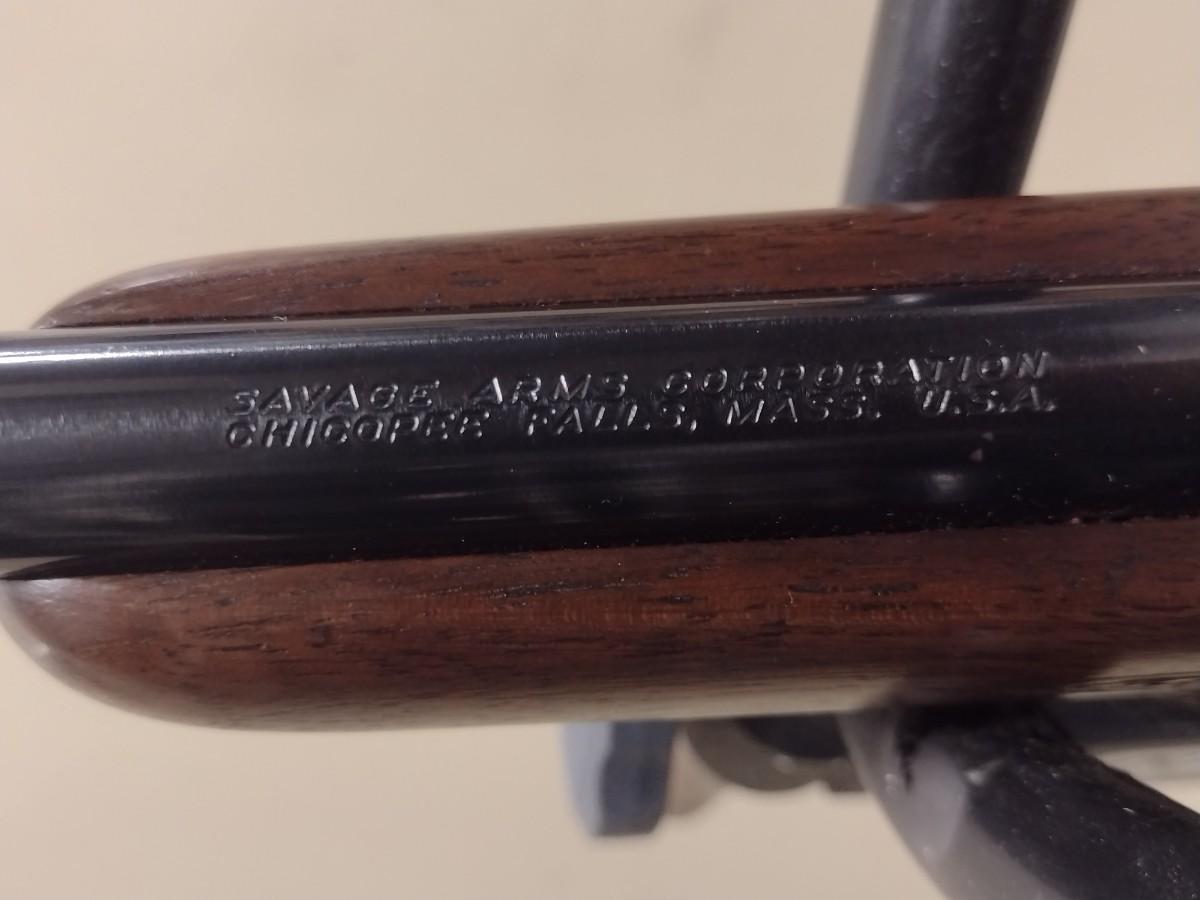 SAVAGE ARMS CORPORATION
CHICOPEE FALLS, MASS. U.S.A.